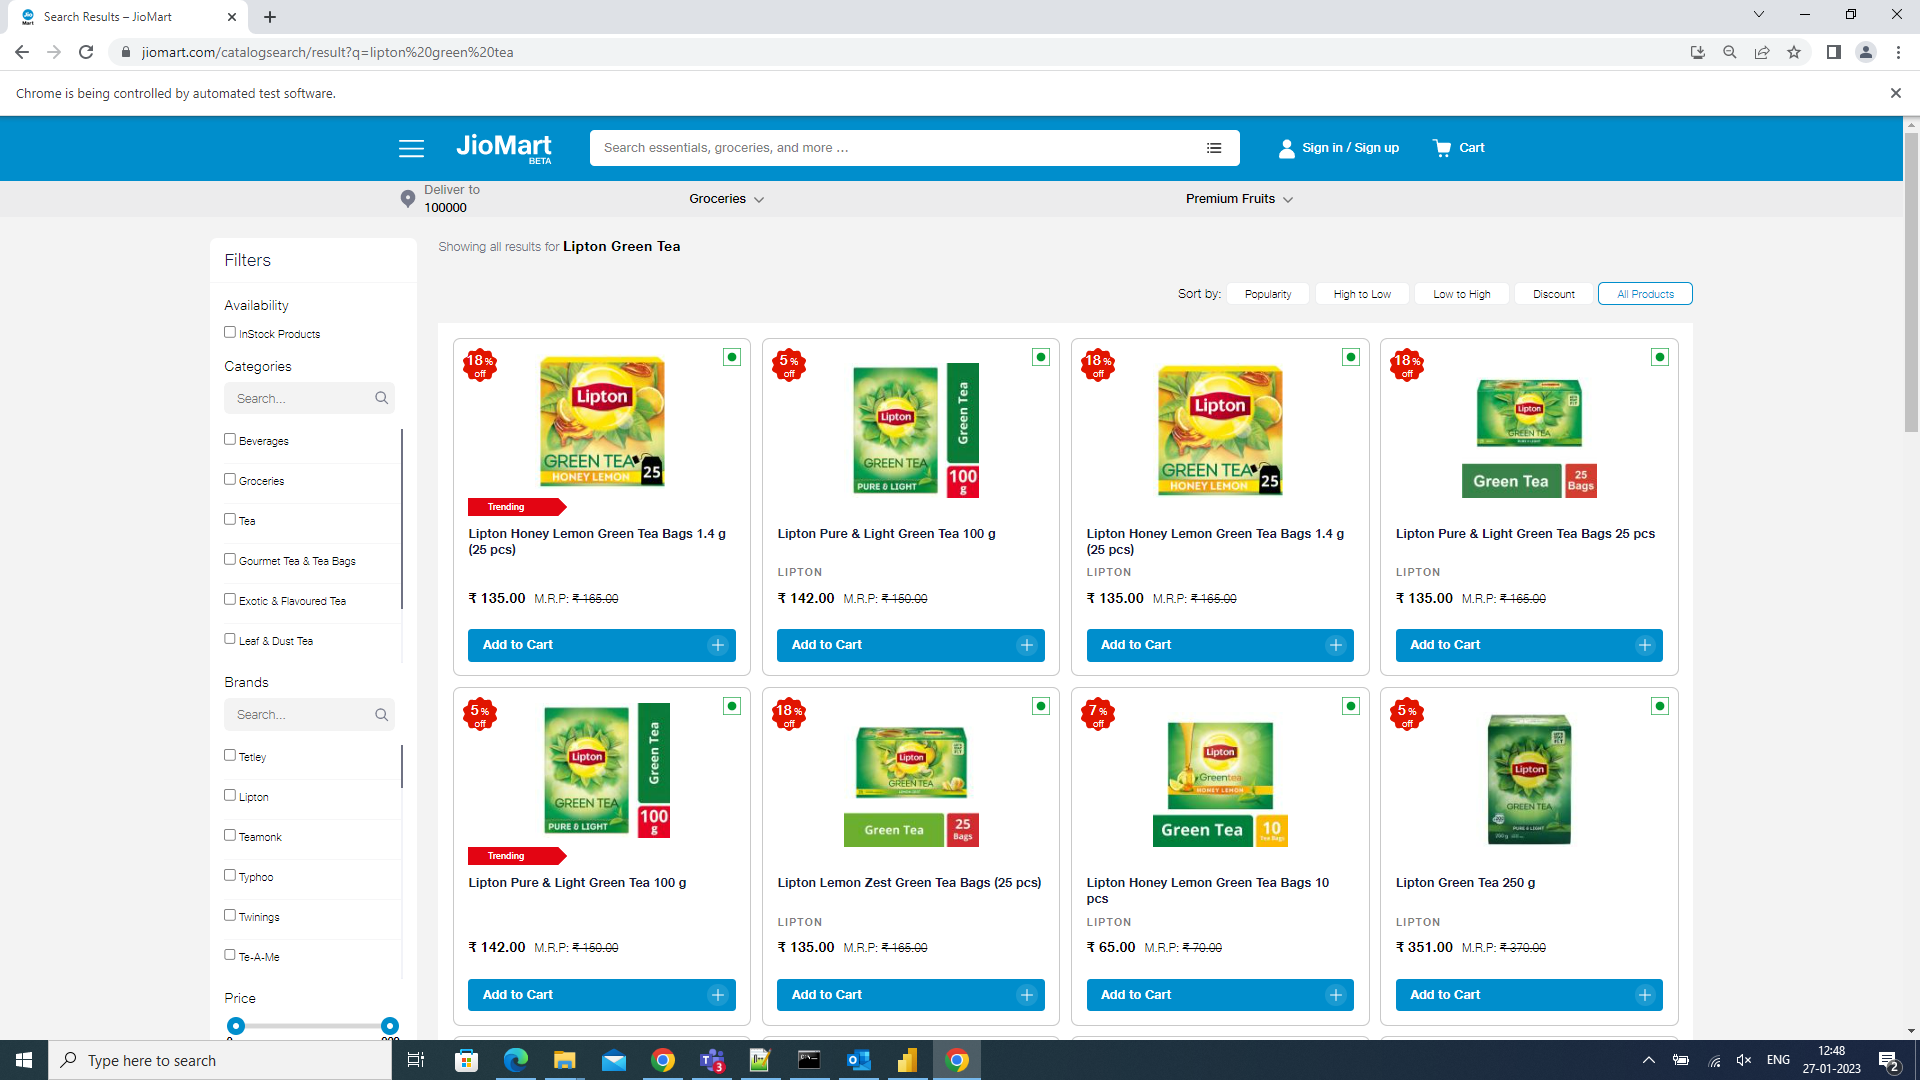 Search Results – JioMart
jiomart.com/catalogsearch/result?q=lipton%20green%20tea
Chrome is being controlled by automated test software.
JioMart
BETA
Search essentials, groceries, and more ...
Sign in / Sign up
Cart
Deliver to
100000
Groceries
Premium Fruits
Filters
Availability
InStock Products
Categories
Search...
Beverages
Groceries
Tea
Gourmet Tea & Tea Bags
Exotic & Flavoured Tea
Leaf & Dust Tea
Brands
Search...
Tetley
Lipton
Teamonk
Typhoo
Twinings
Te-A-Me
Price
Showing all results for Lipton Green Tea
Sort by: Popularity High to Low Low to High Discount All Products
18% off
Lipton
GREEN TEA
HONEY LEMON
25
Trending
Lipton Honey Lemon Green Tea Bags 1.4 g
(25 pcs)
₹ 135.00 M.R.P: ₹ 165.00
Add to Cart
5% off
Lipton
GREEN TEA
PURE & LIGHT
Green Tea
100
g
Lipton Pure & Light Green Tea 100 g
LIPTON
₹ 142.00 M.R.P: ₹ 150.00
Add to Cart
18% off
Lipton
GREEN TEA
HONEY LEMON
25
Lipton Honey Lemon Green Tea Bags 1.4 g
(25 pcs)
LIPTON
₹ 135.00 M.R.P: ₹ 165.00
Add to Cart
18% off
Lipton
GREEN TEA
PURE & LIGHT
Green Tea
25
Bags
Lipton Pure & Light Green Tea Bags 25 pcs
LIPTON
₹ 135.00 M.R.P: ₹ 165.00
Add to Cart
5% off
Lipton
GREEN TEA
PURE & LIGHT
Green Tea
100
g
Trending
Lipton Pure & Light Green Tea 100 g
₹ 142.00 M.R.P: ₹ 150.00
Add to Cart
18% off
Lipton
GREEN TEA
LEMON ZEST
Green Tea
25
Bags
Lipton Lemon Zest Green Tea Bags (25 pcs)
LIPTON
₹ 135.00 M.R.P: ₹ 165.00
Add to Cart
7% off
Lipton
Greentea
HONEY LEMON
Green Tea
10
Tea Bags
Lipton Honey Lemon Green Tea Bags 10
pcs
LIPTON
₹ 65.00 M.R.P: ₹ 70.00
Add to Cart
5% off
Lipton
GREEN TEA
PURE & LIGHT
Lipton Green Tea 250 g
LIPTON
₹ 351.00 M.R.P: ₹ 370.00
Add to Cart
Type here to search
3
ENG
12:48
27-01-2023
2